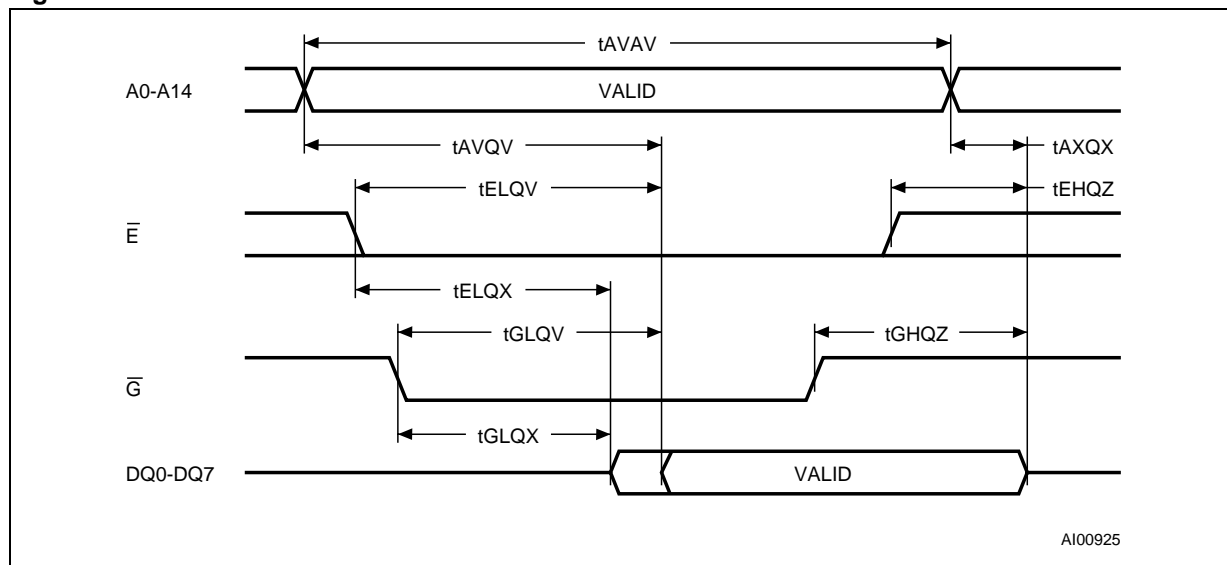 tAVAV
A0-A14
VALID
tAVQV
tAXQX
tELQV
tEHQZ
E̅
tELQX
tGLQV
tGHQZ
G̅
tGLQX
DQ0-DQ7
VALID
AI00925